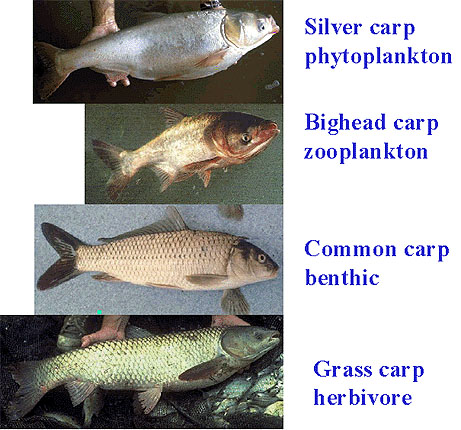 Silver carp
phytoplankton
Bighead carp
zooplankton
Common carp
benthic
Grass carp
herbivore